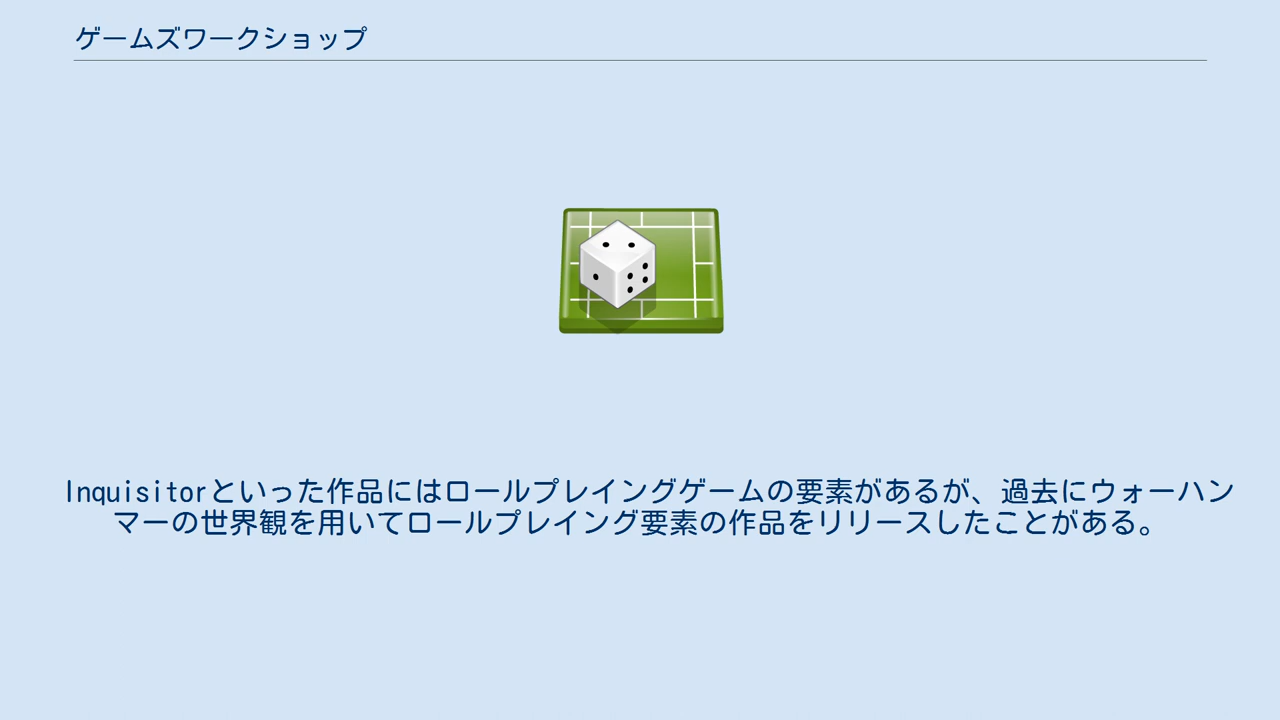 ゲームズワークショップ
Inquisitorといった作品にはロールプレイングゲームの要素があるが、過去にウォーハン
マーの世界観を用いてロールプレイング要素の作品をリリースしたことがある。